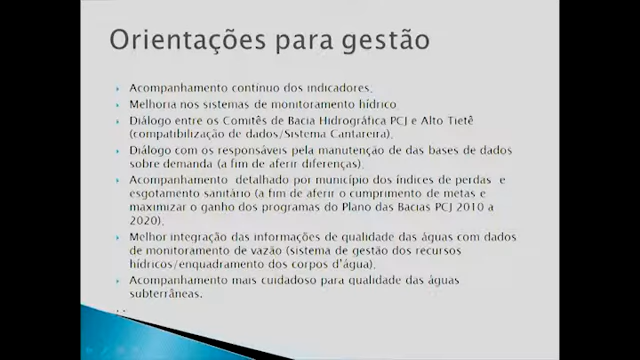 Orientações para gestão
Acompanhamento contínuo dos indicadores.
Melhoria nos sistemas de monitoramento hídrico
Diálogo entre os Comitês de Bacia Hidrográfica PCJ e Alto Tietê
(compatibilização de dados/Sistema Cantareira).
Diálogo com os responsáveis pela manutenção de das bases de dados
sobre demanda (a fim de aferir diferenças).
Acompanhamento detalhado por município dos índices de perdas e
esgotamento sanitário (a fim de aferir o cumprimento de metas e
maximizar o ganho dos programas do Plano das Bacias PCJ 2010 a
2020).
Melhor integração das informações de qualidade das águas com dados
de monitoramento de vazão (sistema de gestão dos recursos
hídricos/enquadramento dos corpos d'água).
Acompanhamento mais cuidadoso para qualidade das águas
subterrâneas.